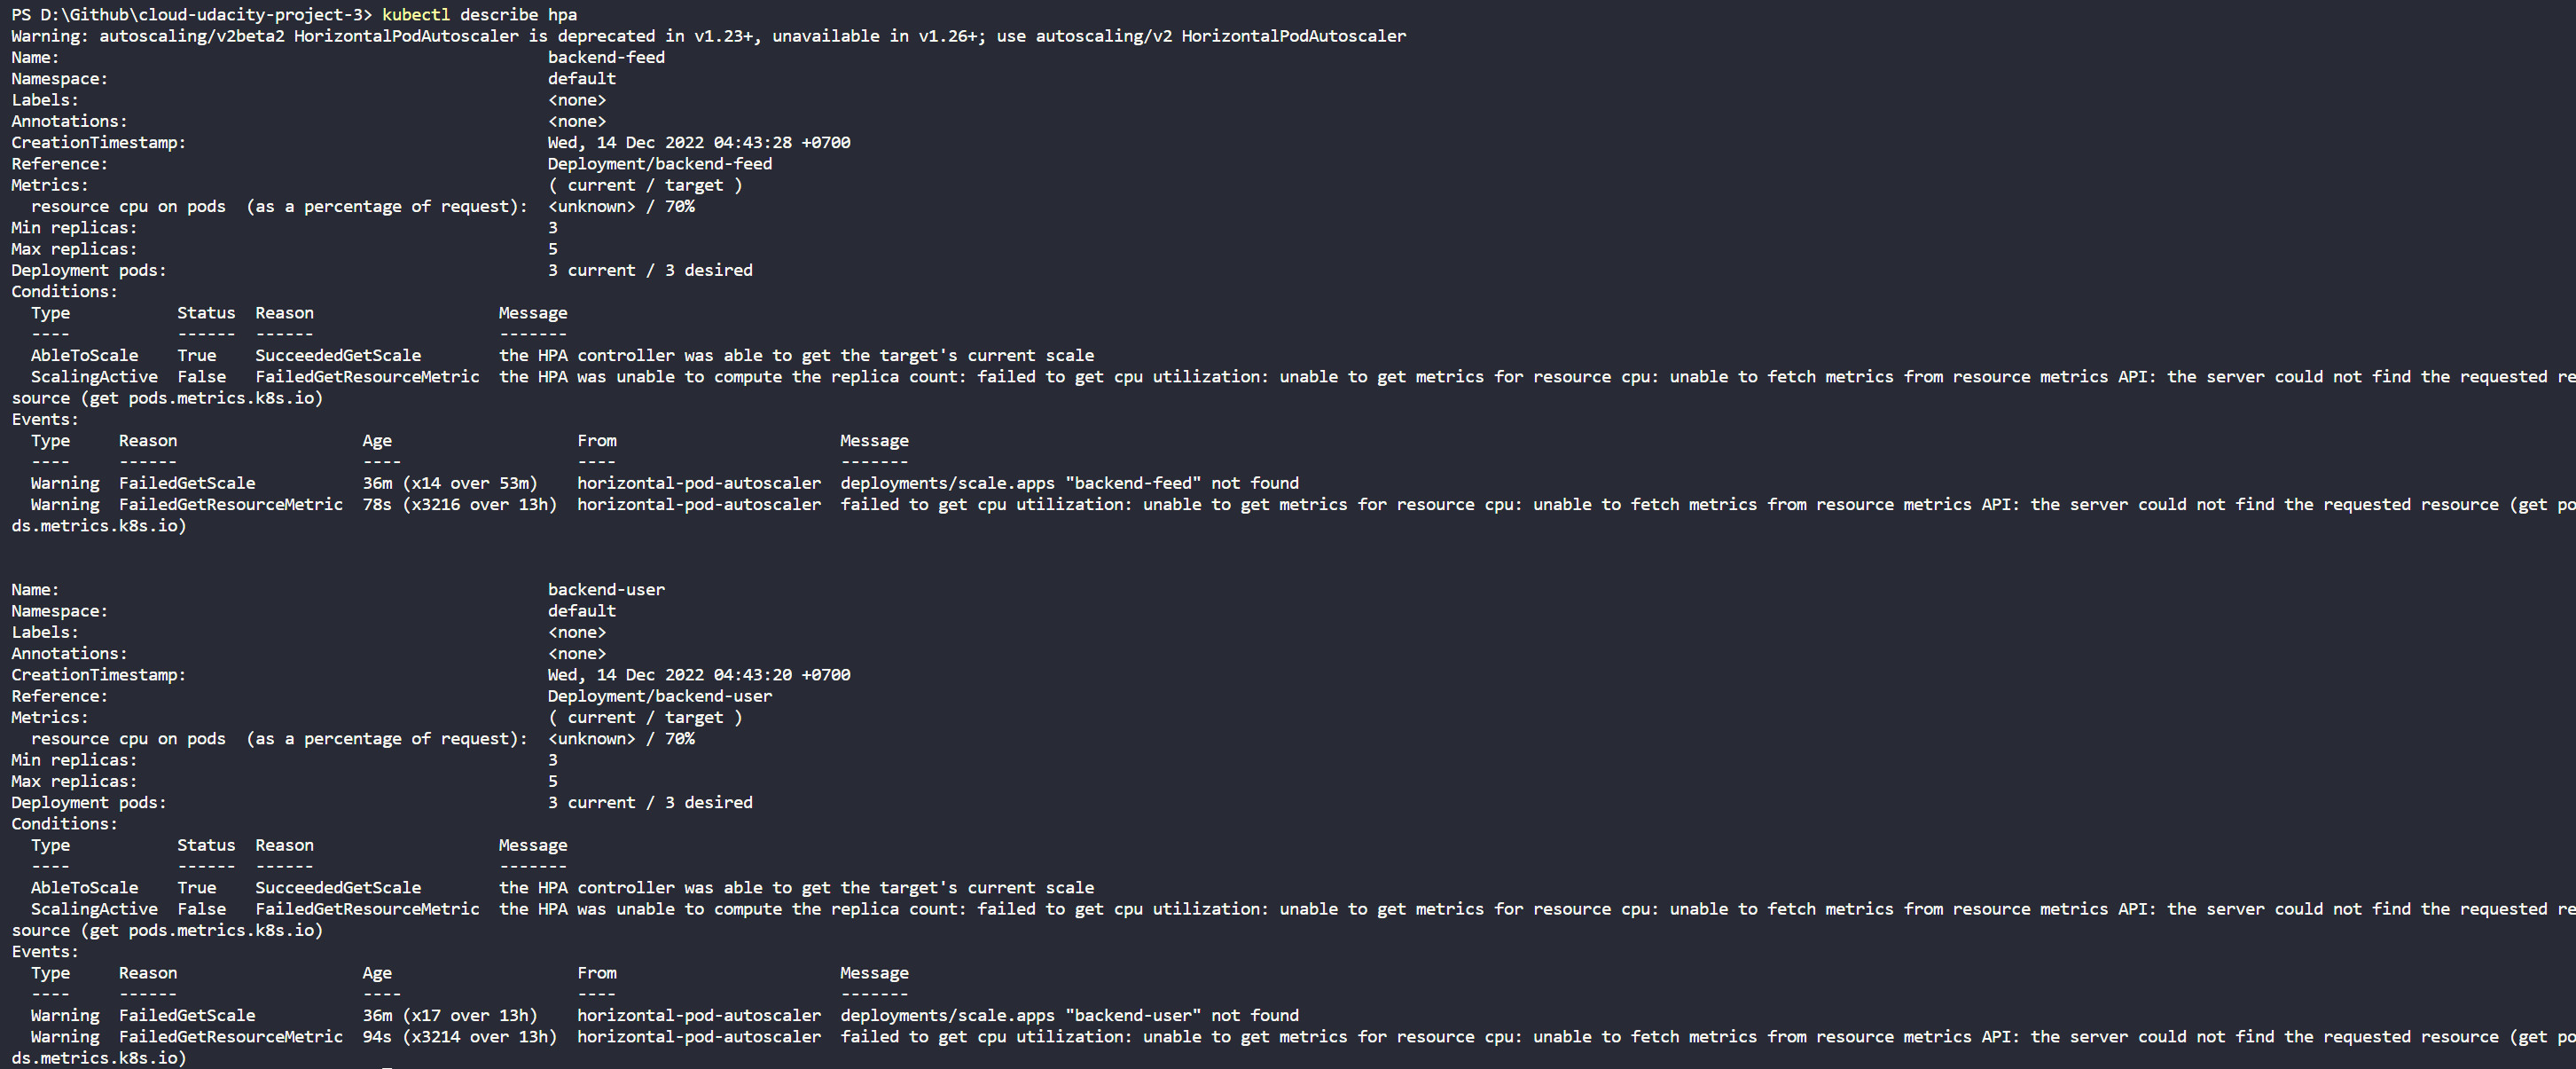 PS D:\Github\cloud-udacity-project-3> kubectl describe hpa
Warning: autoscaling/v2beta2 HorizontalPodAutoscaler is deprecated in v1.23+, unavailable in v1.26+; use autoscaling/v2 HorizontalPodAutoscaler
Name:                                                  backend-feed
Namespace:                                             default
Labels:                                                <none>
Annotations:                                           <none>
CreationTimestamp:                                     Wed, 14 Dec 2022 04:43:28 +0700
Reference:                                             Deployment/backend-feed
Metrics:                                               ( current / target )
  resource cpu on pods  (as a percentage of request):  <unknown> / 70%
Min replicas:                                          3
Max replicas:                                          5
Deployment pods:                                       3 current / 3 desired
Conditions:
  Type           Status  Reason                   Message
  ----           ------  ------                   -------
  AbleToScale    True    SucceededGetScale        the HPA controller was able to get the target's current scale
  ScalingActive  False   FailedGetResourceMetric  the HPA was unable to compute the replica count: failed to get cpu utilization: unable to get metrics for resource cpu: unable to fetch metrics from resource metrics API: the server could not find the requested re
source (get pods.metrics.k8s.io)
Events:
  Type     Reason                   Age                   From                       Message
  ----     ------                   ----                  ----                       -------
  Warning  FailedGetScale           36m (x14 over 53m)    horizontal-pod-autoscaler  deployments/scale.apps "backend-feed" not found
  Warning  FailedGetResourceMetric  78s (x3216 over 13h)  horizontal-pod-autoscaler  failed to get cpu utilization: unable to get metrics for resource cpu: unable to fetch metrics from resource metrics API: the server could not find the requested resource (get po
ds.metrics.k8s.io)
Name:                                                  backend-user
Namespace:                                             default
Labels:                                                <none>
Annotations:                                           <none>
CreationTimestamp:                                     Wed, 14 Dec 2022 04:43:20 +0700
Reference:                                             Deployment/backend-user
Metrics:                                               ( current / target )
  resource cpu on pods  (as a percentage of request):  <unknown> / 70%
Min replicas:                                          3
Max replicas:                                          5
Deployment pods:                                       3 current / 3 desired
Conditions:
  Type           Status  Reason                   Message
  ----           ------  ------                   -------
  AbleToScale    True    SucceededGetScale        the HPA controller was able to get the target's current scale
  ScalingActive  False   FailedGetResourceMetric  the HPA was unable to compute the replica count: failed to get cpu utilization: unable to get metrics for resource cpu: unable to fetch metrics from resource metrics API: the server could not find the requested re
source (get pods.metrics.k8s.io)
Events:
  Type     Reason                   Age                   From                       Message
  ----     ------                   ----                  ----                       -------
  Warning  FailedGetScale           36m (x17 over 13h)    horizontal-pod-autoscaler  deployments/scale.apps "backend-user" not found
  Warning  FailedGetResourceMetric  94s (x3214 over 13h)  horizontal-pod-autoscaler  failed to get cpu utilization: unable to get metrics for resource cpu: unable to fetch metrics from resource metrics API: the server could not find the requested resource (get po
ds.metrics.k8s.io)